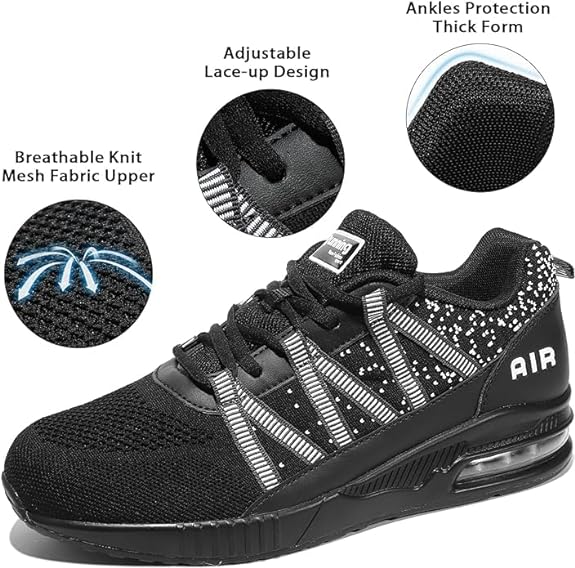 Ankles Protection
Thick Form
Adjustable
Lace-up Design
Breathable Knit
Mesh Fabric Upper
AIR